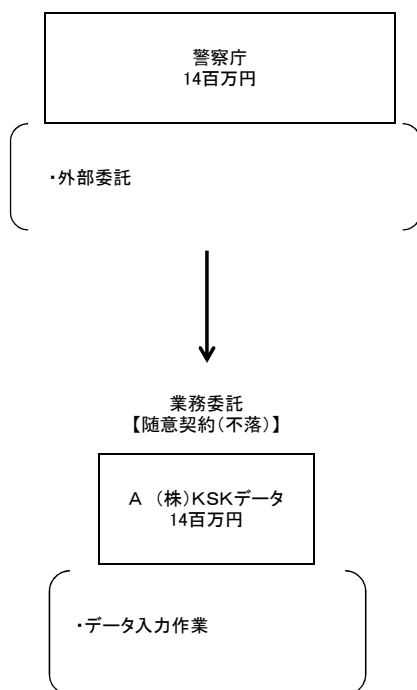 警察庁
14百万円
・外部委託
業務委託
【随意契約(不落)】
A (株)KSKデータ
14百万円
・データ入力作業